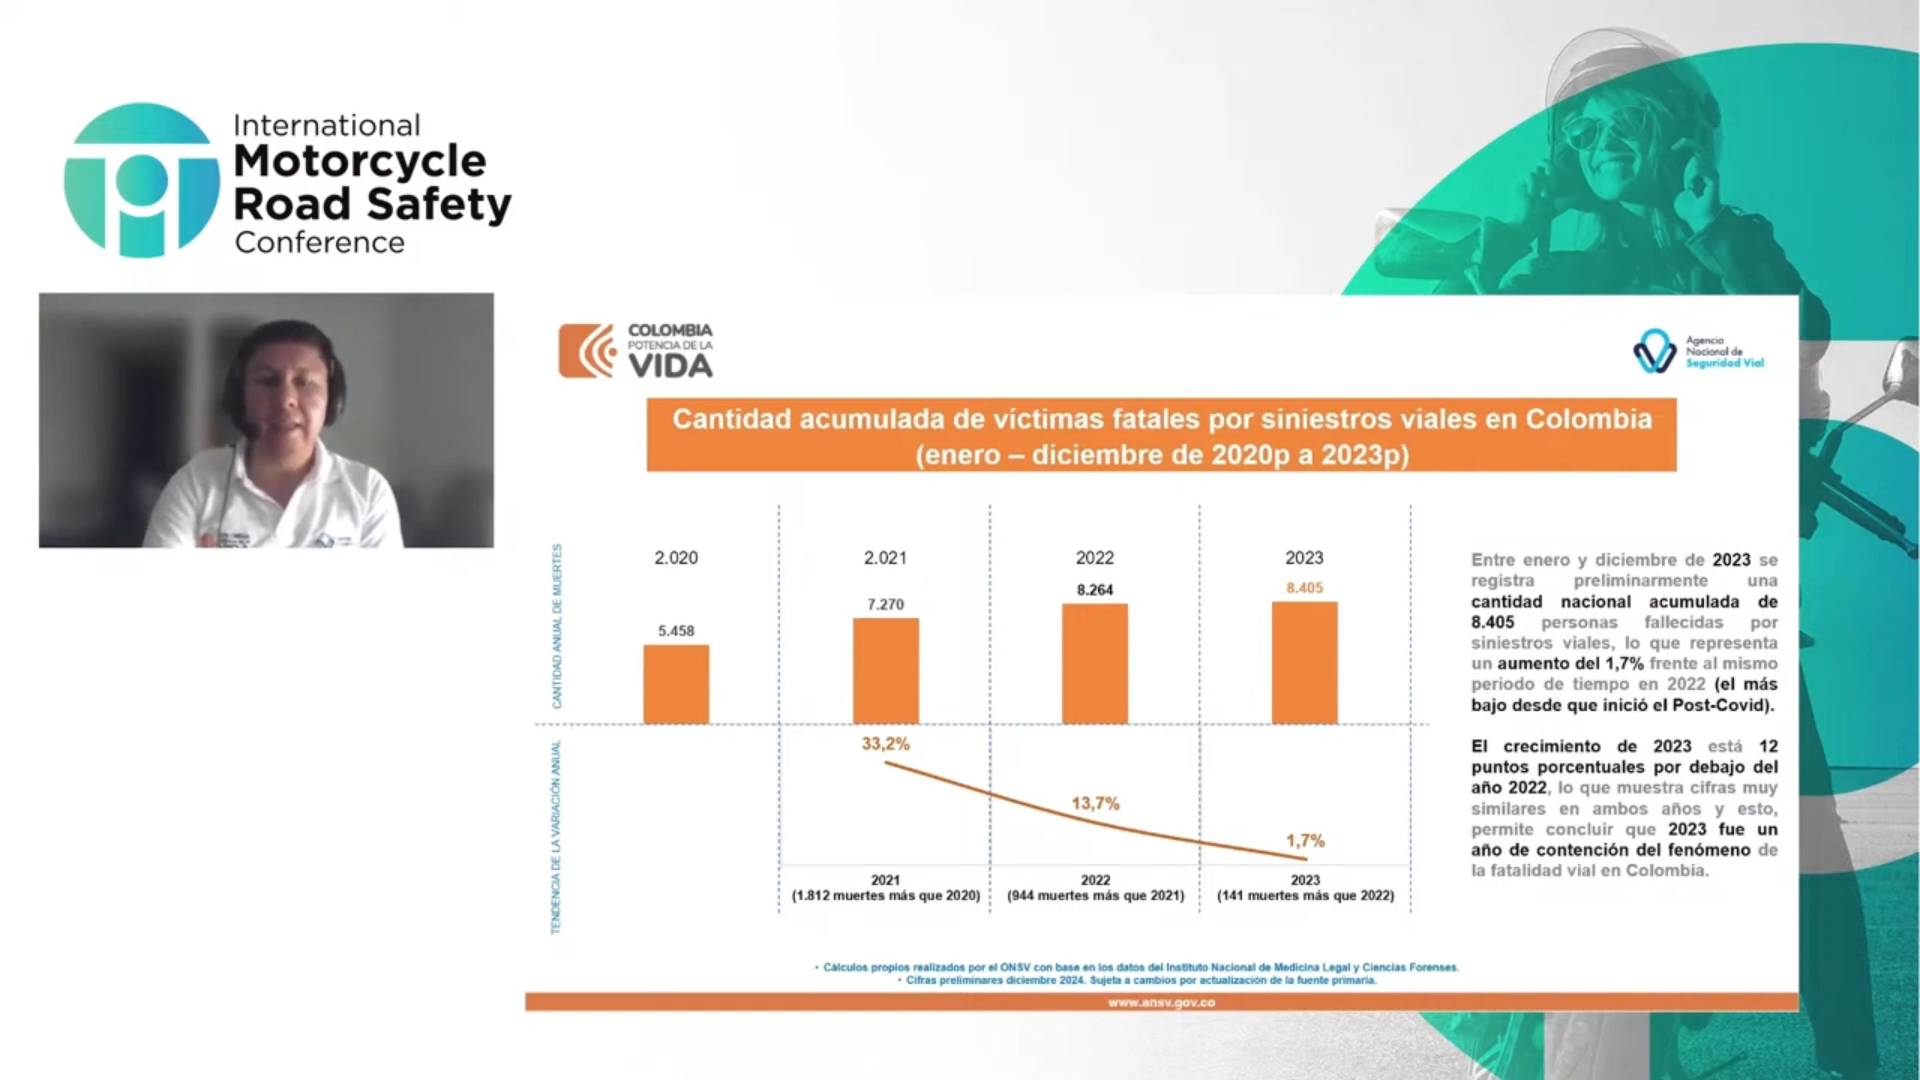 International
Motorcycle
Road Safety
Conference
COLOMBIA
POTENCIA DE LA
VIDA
Agencia
Nacional de
Seguridad Vial
Cantidad acumulada de víctimas fatales por siniestros viales en Colombia
(enero – diciembre de 2020p a 2023p)
CANTIDAD ANUAL DE MUERTES
2.020
2.021
2022
2023
5.458
7.270
8.264
8.405
TENDENCIA DE LA VARIACIÓN ANUAL
33,2%
13,7%
1,7%
2021
(1.812 muertes más que 2020)
2022
(944 muertes más que 2021)
2023
(141 muertes más que 2022)
Entre enero y diciembre de 2023 se
registra preliminarmente una
cantidad nacional acumulada de
8.405 personas fallecidas por
siniestros viales, lo que representa
un aumento del 1,7% frente al mismo
periodo de tiempo en 2022 (el más
bajo desde que inició el Post-Covid).
El crecimiento de 2023 está 12
puntos porcentuales por debajo del
año 2022, lo que muestra cifras muy
similares en ambos años y esto,
permite concluir que 2023 fue un
año de contención del fenómeno de
la fatalidad vial en Colombia.
• Cálculos propios realizados por el ONSV con base en los datos del Instituto Nacional de Medicina Legal y Ciencias Forenses.
• Cifras preliminares diciembre 2024. Sujeta a cambios por actualización de la fuente primaria.
www.ansv.gov.co